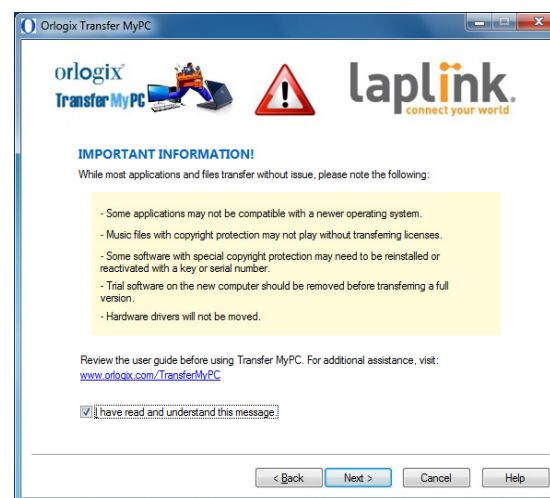 Orlogix Transfer MyPC
orlogix
Transfer My PC
laplink.
connect your world
IMPORTANT INFORMATION!
While most applications and files transfer without issue, please note the following:
- Some applications may not be compatible with a newer operating system.
- Music files with copyright protection may not play without transferring licenses.
- Some software with special copyright protection may need to be reinstalled or
reactivated with a key or serial number.
- Trial software on the new computer should be removed before transferring a full
version.
- Hardware drivers will not be moved.
Review the user guide before using Transfer MyPC. For additional assistance, visit:
www.orlogix.com/TransferMyPC
I have read and understand this message.
< Back
Next >
Cancel
Help